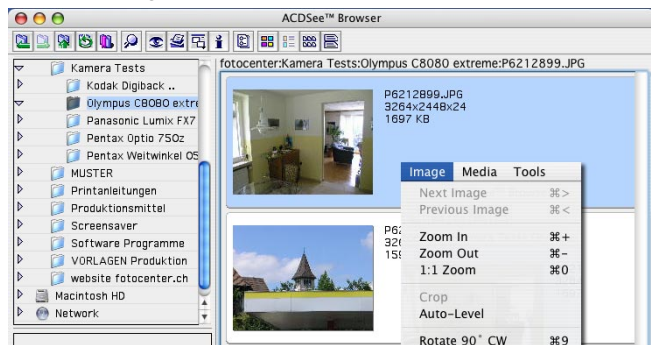 ACDSee™ Browser
fotocenter:Kamera Tests:Olympus C8080 extreme:P6212899.JPG
Kamera Tests
Kodak Digiback ..
Olympus C8080 extre
Panasonic Lumix FX7
Pentax Optio 750z
Pentax Weitwinkel OS
MUSTER
Printanleitungen
Produktionsmittel
Screensaver
Software Programme
VORLAGEN Produktion
website fotocenter.ch
Macintosh HD
Network
P6212899.JPG
3264x2448x24
1697 KB
P62
326
159
Image Media Tools
Next Image ⌘>
Previous Image ⌘<
Zoom In ⌘+
Zoom Out ⌘-
1:1 Zoom ⌘0
Crop
Auto-Level
Rotate 90˚ CW ⌘9